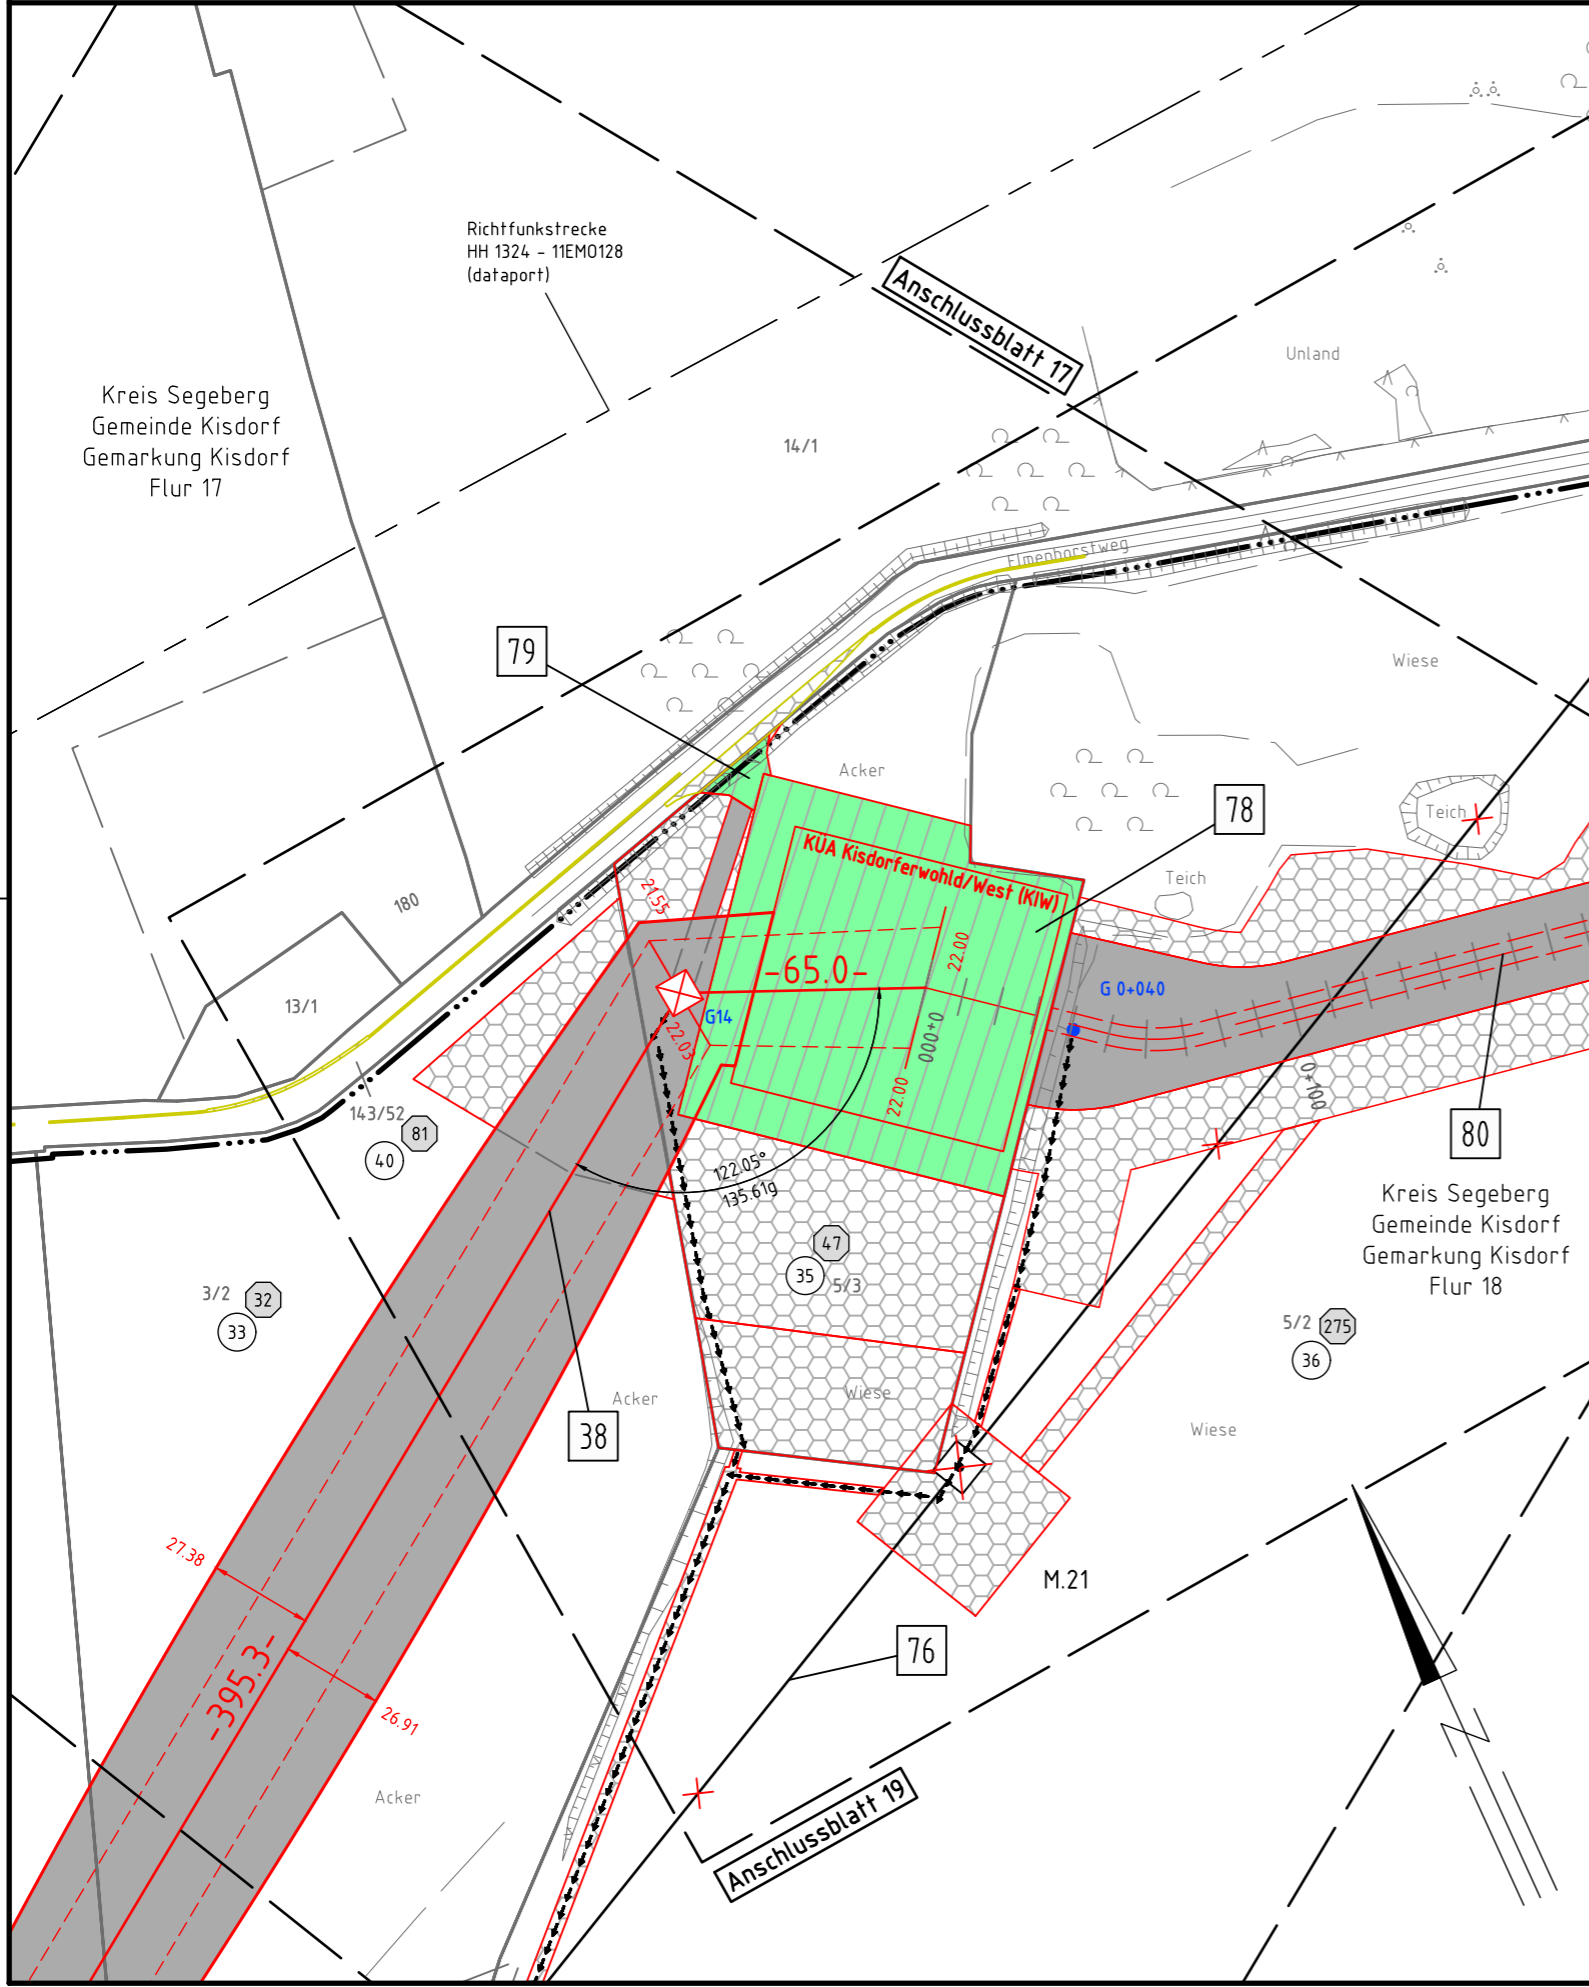 Richtfunkstrecke
HH 1324 - 11EM0128
(dataport)
Anschlussblatt 17
Unland
Kreis Segeberg
Gemeinde Kisdorf
Gemarkung Kisdorf
Flur 17
14/1
Elmenhorstweg
79
Wiese
Acker
78
Teich
Teich
KÜA Kisdorferwohld/West (KIW)
180
21.55
22.00
-65.0-
G 0+040
13/1
G14
22.03
0+000
22.00
0+100
143/52
81
40
80
122.05°
135.61g
Kreis Segeberg
Gemeinde Kisdorf
Gemarkung Kisdorf
Flur 18
47
35
5/3
3/2
32
33
5/2
275
36
Acker
Wiese
38
Wiese
27.38
M.21
76
-395.3-
26.91
Acker
Anschlussblatt 19
N